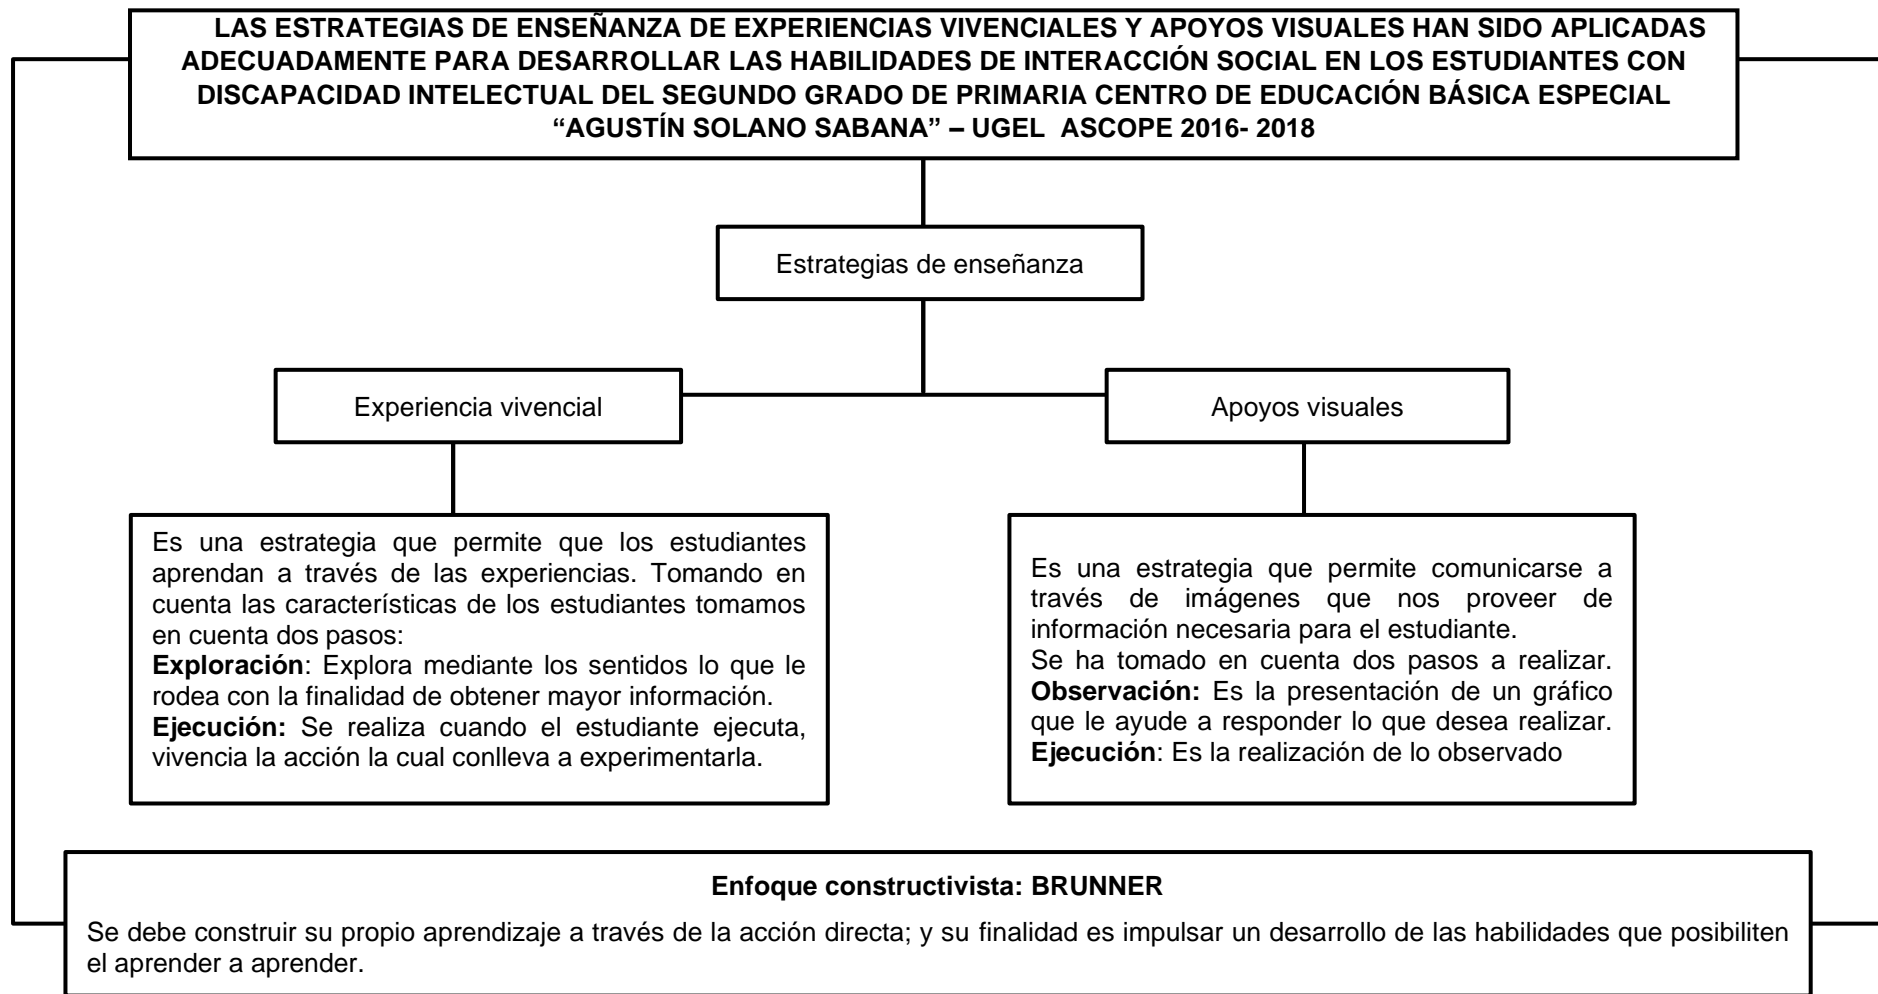 LAS ESTRATEGIAS DE ENSEÑANZA DE EXPERIENCIAS VIVENCIALES Y APOYOS VISUALES HAN SIDO APLICADAS
ADECUADAMENTE PARA DESARROLLAR LAS HABILIDADES DE INTERACCIÓN SOCIAL EN LOS ESTUDIANTES CON
DISCAPACIDAD INTELECTUAL DEL SEGUNDO GRADO DE PRIMARIA CENTRO DE EDUCACIÓN BÁSICA ESPECIAL
“AGUSTÍN SOLANO SABANA” – UGEL ASCOPE 2016- 2018
Estrategias de enseñanza
Experiencia vivencial
Apoyos visuales
Es una estrategia que permite que los estudiantes
aprendan a través de las experiencias. Tomando en
cuenta las características de los estudiantes tomamos
en cuenta dos pasos:
Exploración: Explora mediante los sentidos lo que le
rodea con la finalidad de obtener mayor información.
Ejecución: Se realiza cuando el estudiante ejecuta,
vivencia la acción la cual conlleva a experimentarla.
Es una estrategia que permite comunicarse a
través de imágenes que nos proveer de
información necesaria para el estudiante.
Se ha tomado en cuenta dos pasos a realizar.
Observación: Es la presentación de un gráfico
que le ayude a responder lo que desea realizar.
Ejecución: Es la realización de lo observado
Enfoque constructivista: BRUNNER
Se debe construir su propio aprendizaje a través de la acción directa; y su finalidad es impulsar un desarrollo de las habilidades que posibiliten
el aprender a aprender.